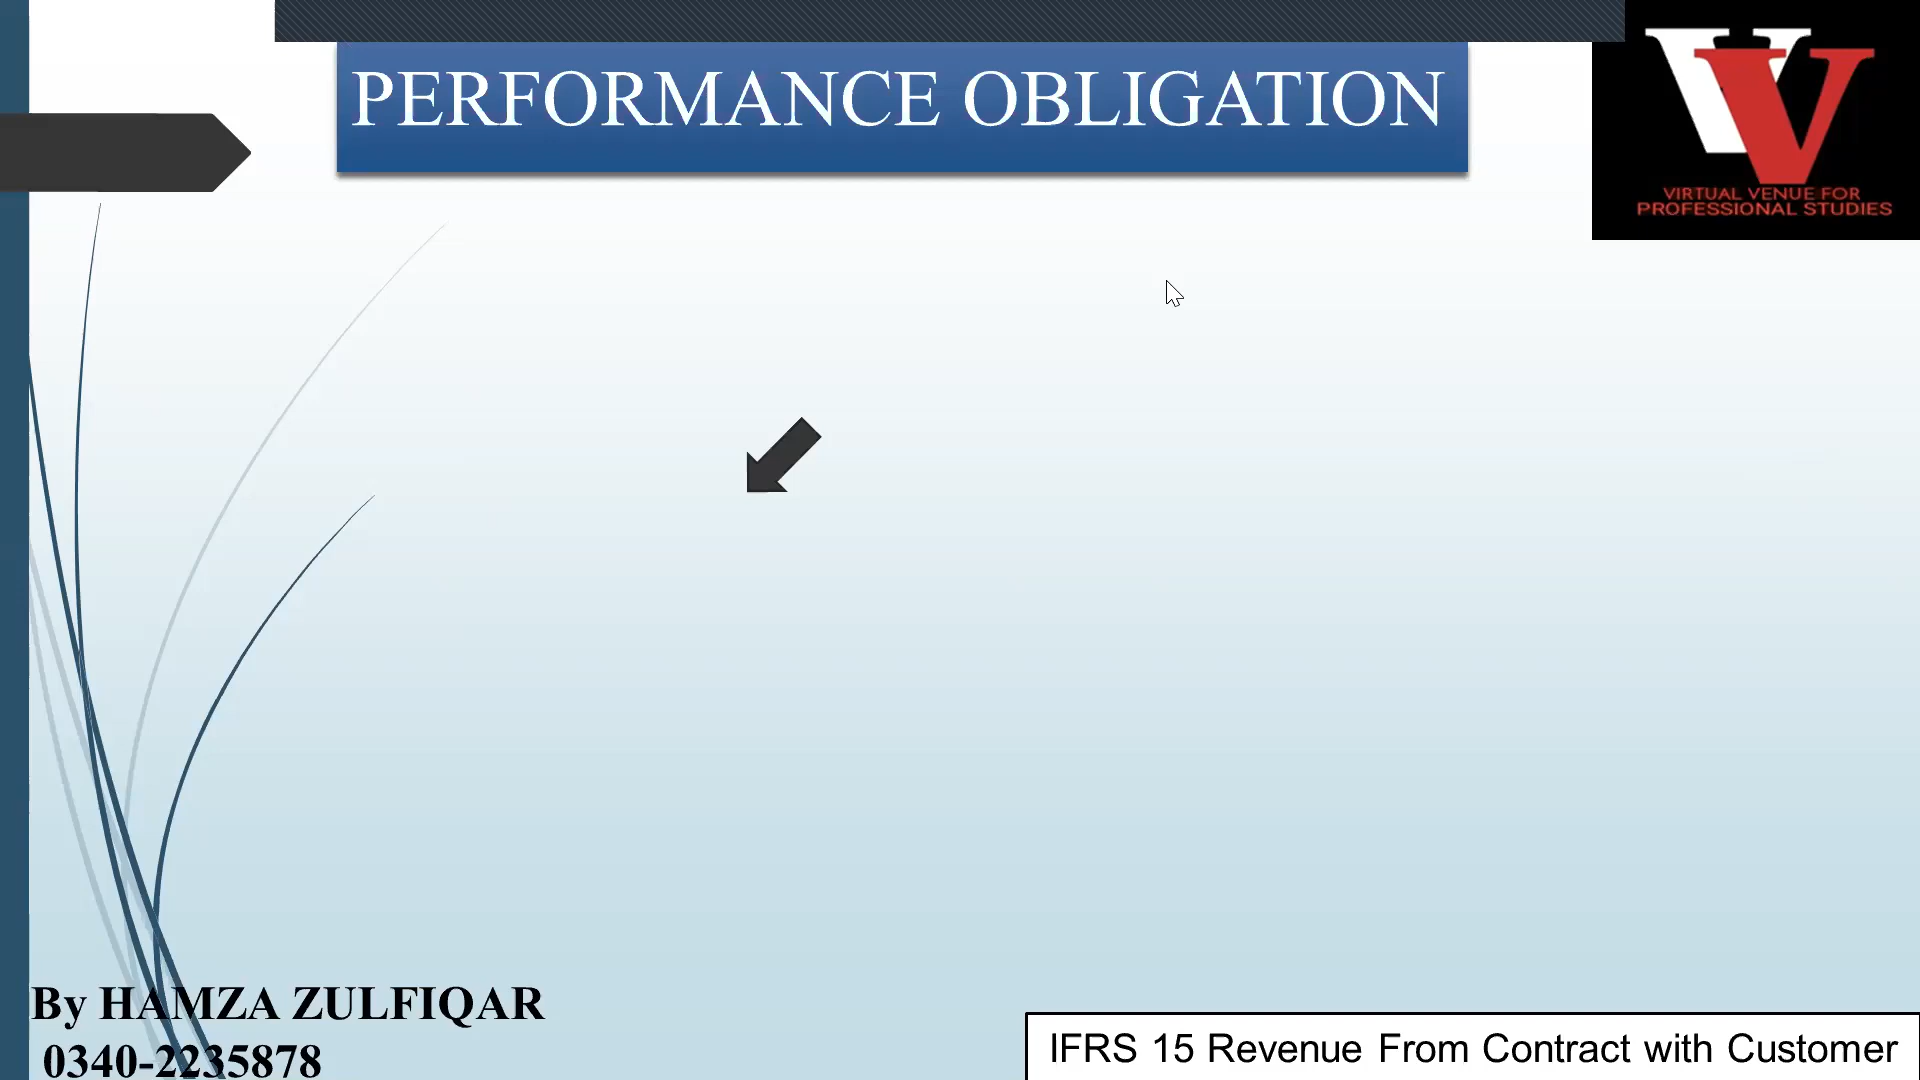 PERFORMANCE OBLIGATION
VIRTUAL VENUE FOR
PROFESSIONAL STUDIES
By HAMZA ZULFIQAR
0340-2235878
IFRS 15 Revenue From Contract with Customer